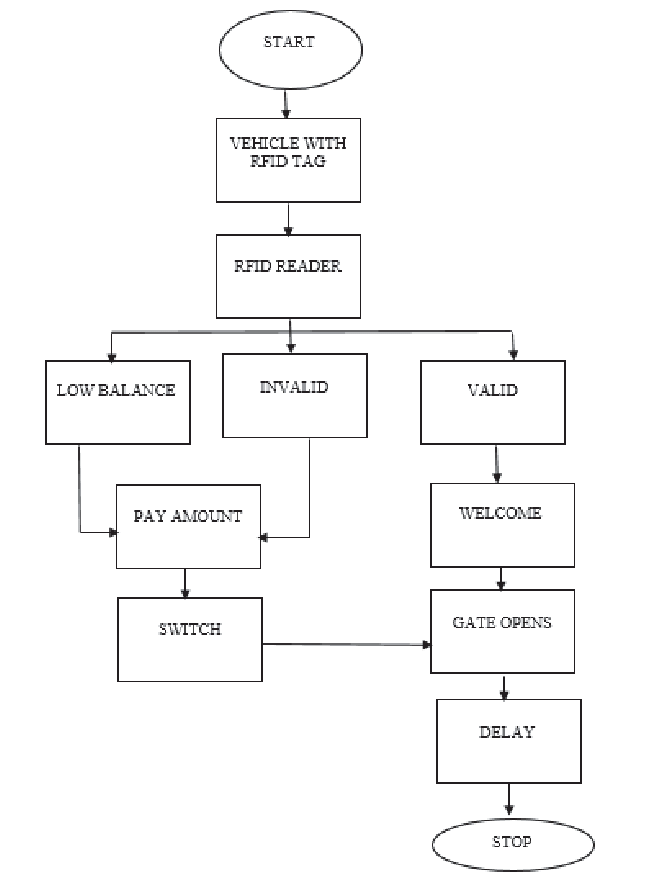 START
VEHICLE WITH
RFID TAG
RFID READER
LOW BALANCE
INVALID
VALID
PAY AMOUNT
WELCOME
SWITCH
GATE OPENS
DELAY
STOP